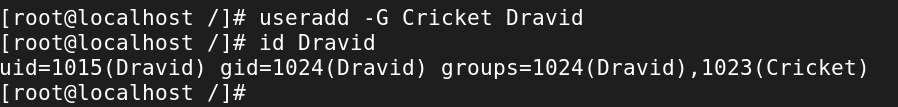 [root@localhost /]# useradd -G Cricket Dravid
[root@localhost /]# id Dravid
uid=1015(Dravid) gid=1024(Dravid) groups=1024(Dravid),1023(Cricket)
[root@localhost /]#